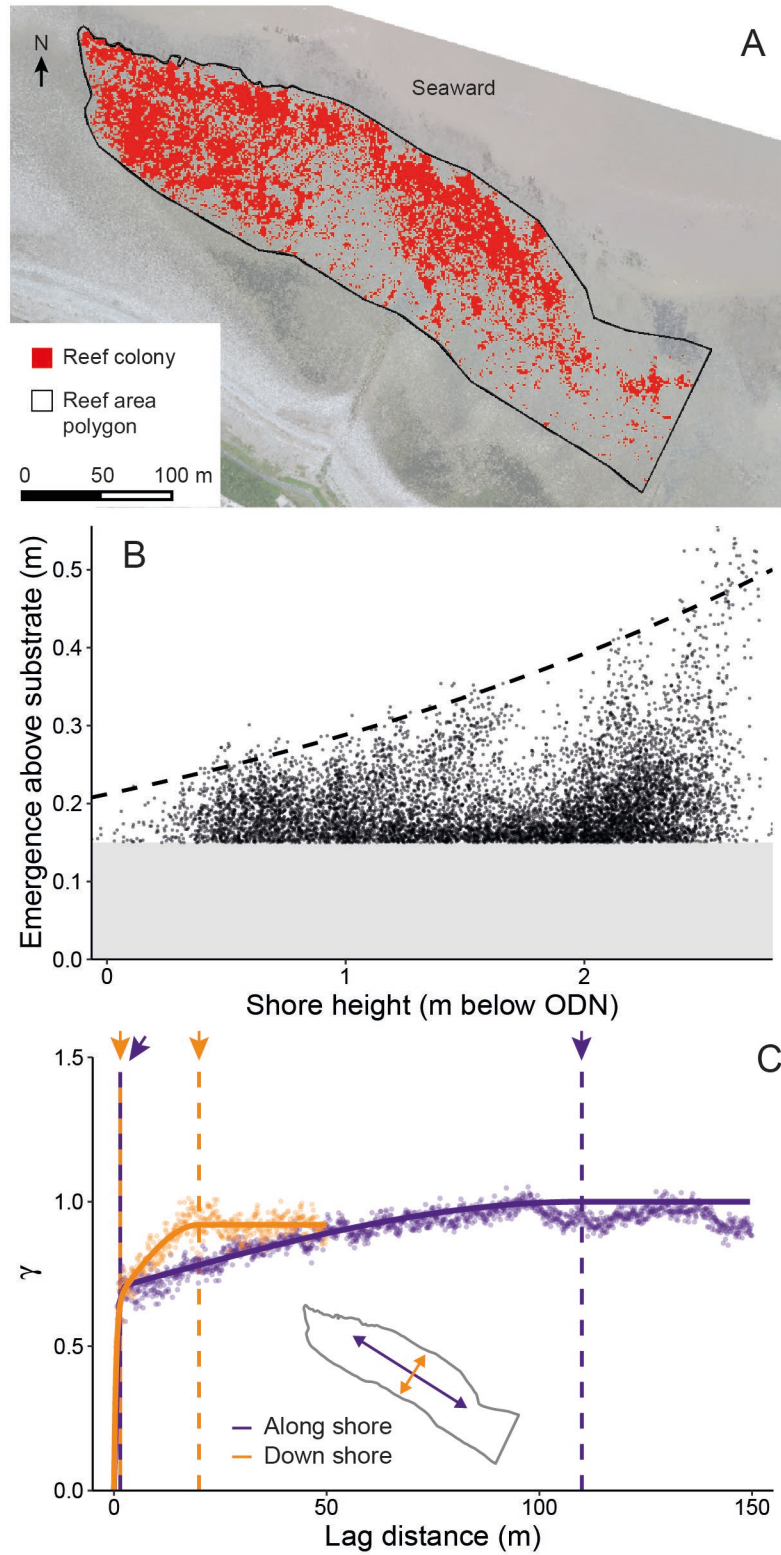 A
N
Seaward
Reef colony
Reef area
polygon
0 50 100 m
B
Emergence above substrate (m)
0.5
0.4
0.3
0.2
0.1
0.0
0 1 2
Shore height (m below ODN)
C
γ
1.5
1.0
0.5
0.0
Along shore
Down shore
0 50 100 150
Lag distance (m)